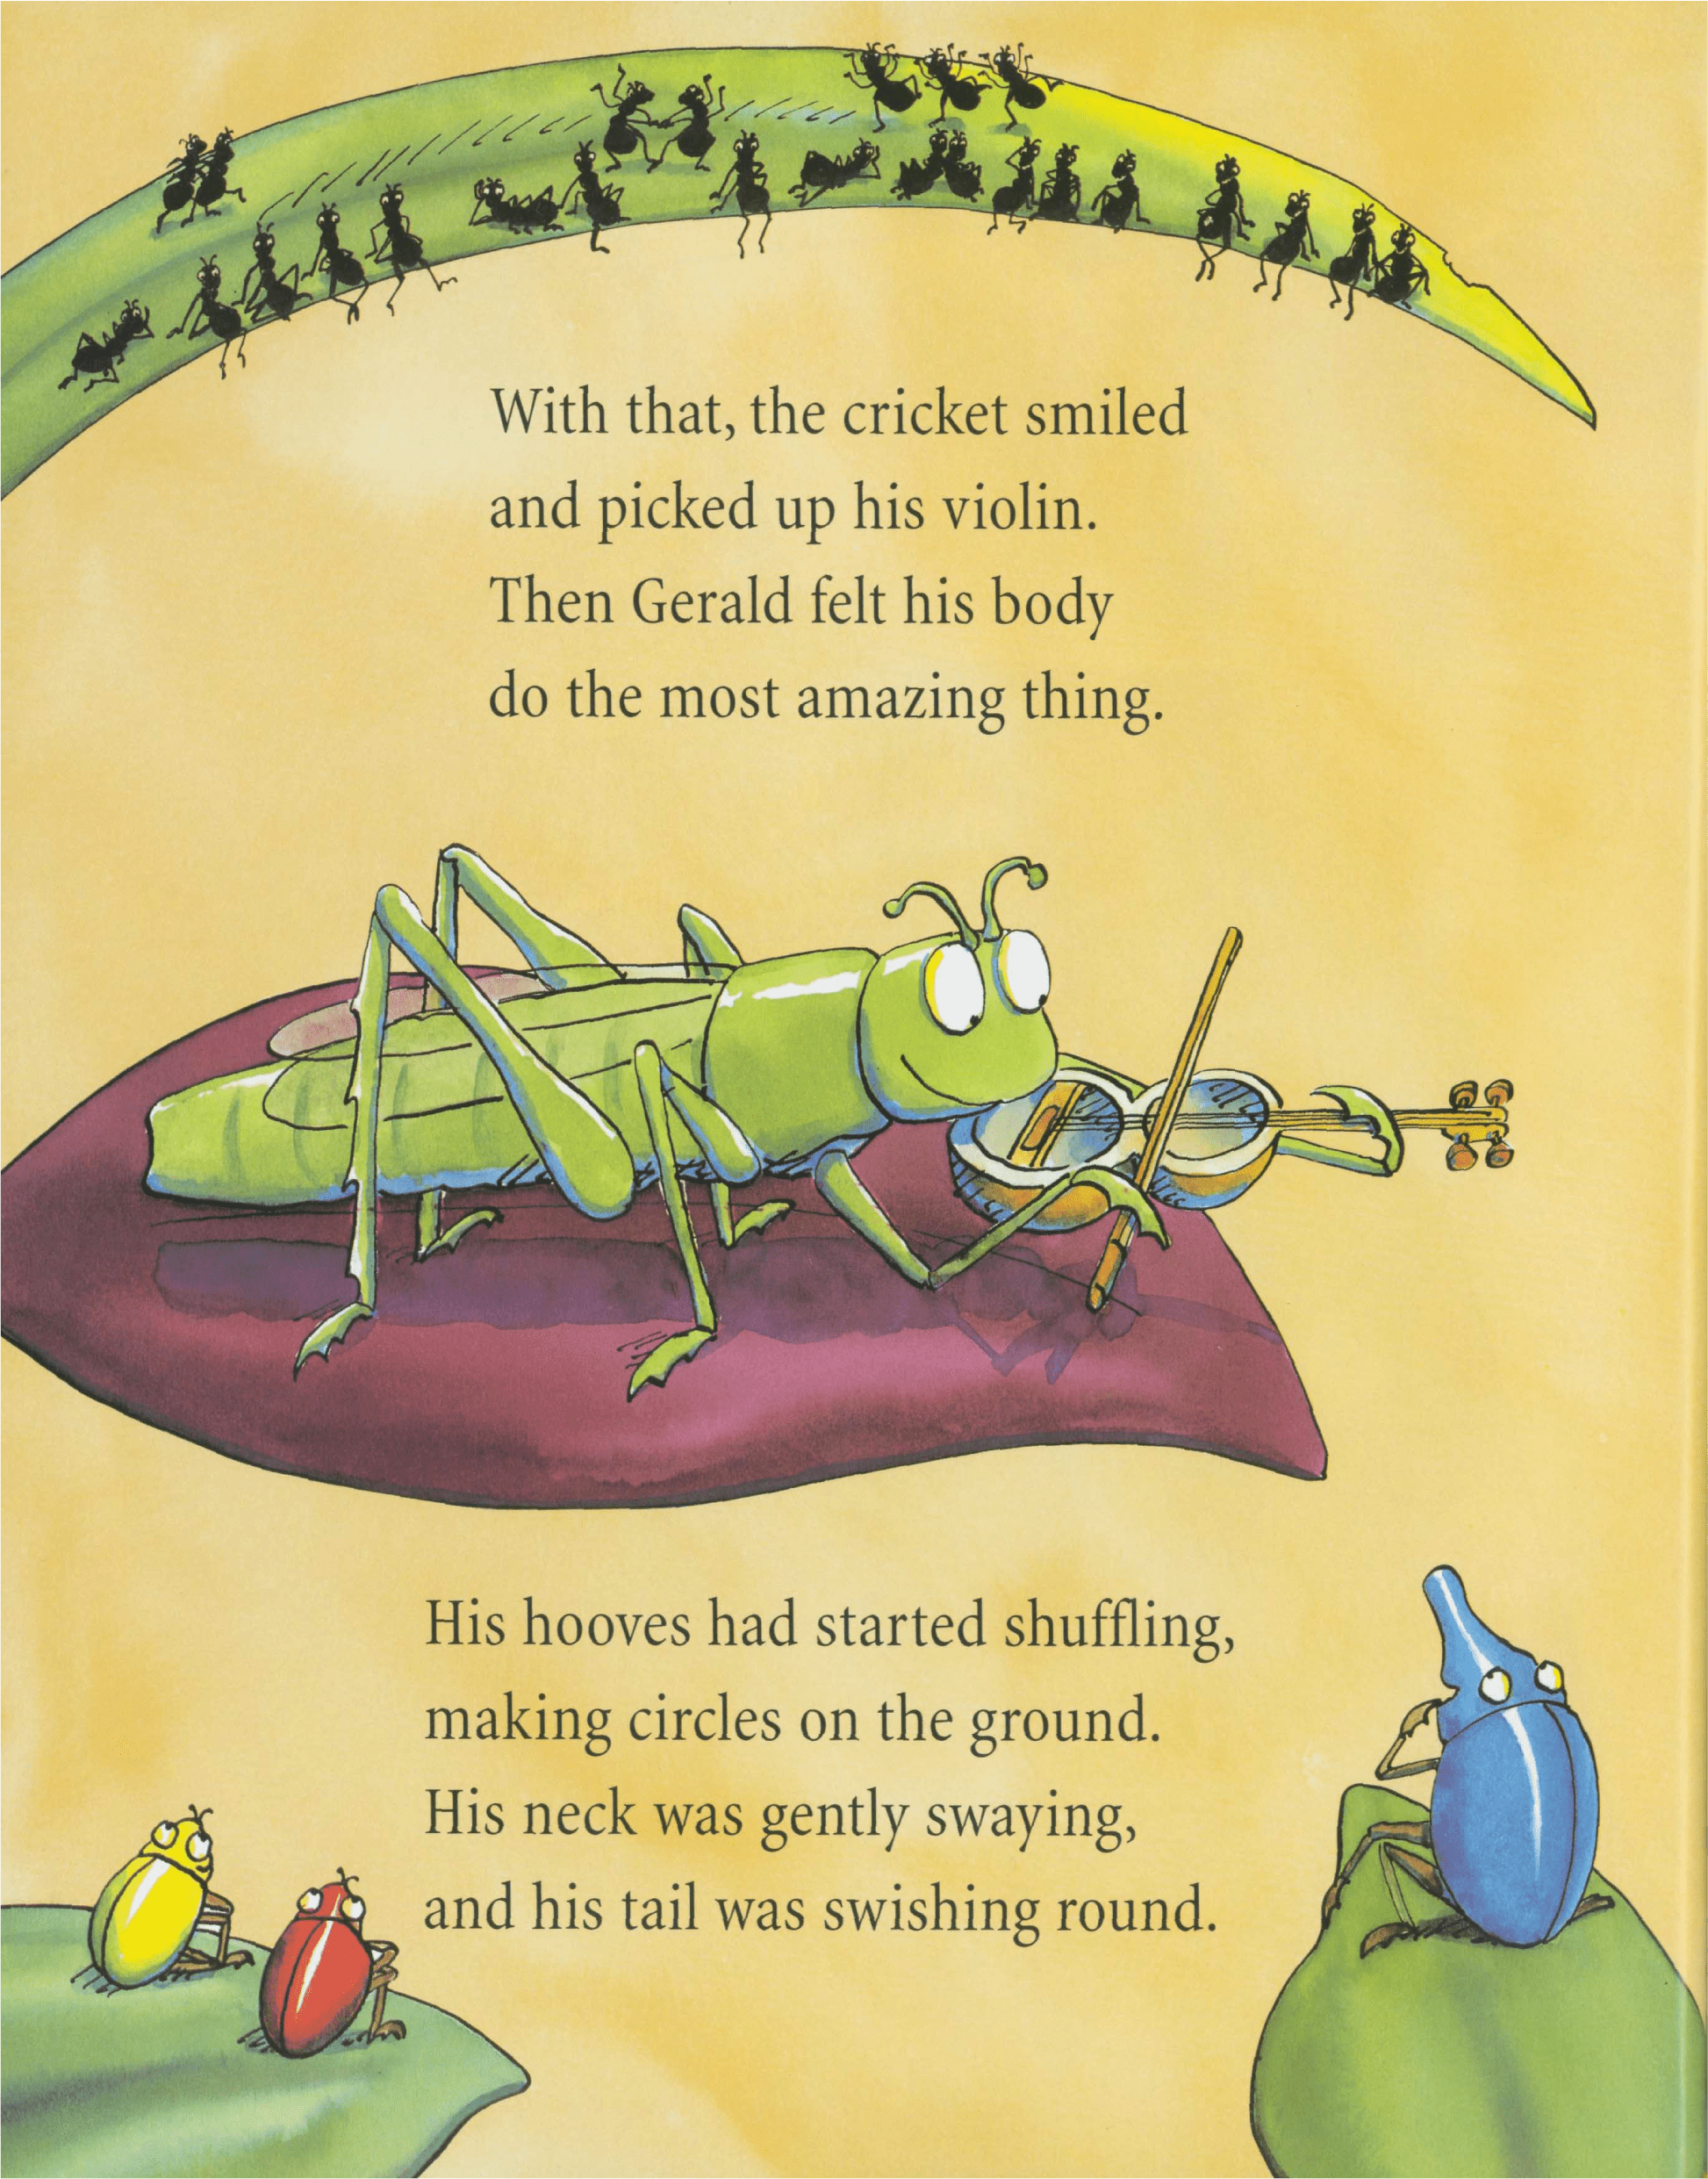 With that, the cricket smiled
and picked up his violin.
Then Gerald felt his body
do the most amazing thing.
His hooves had started shuffling,
making circles on the ground.
His neck was gently swaying,
and his tail was swishing round.